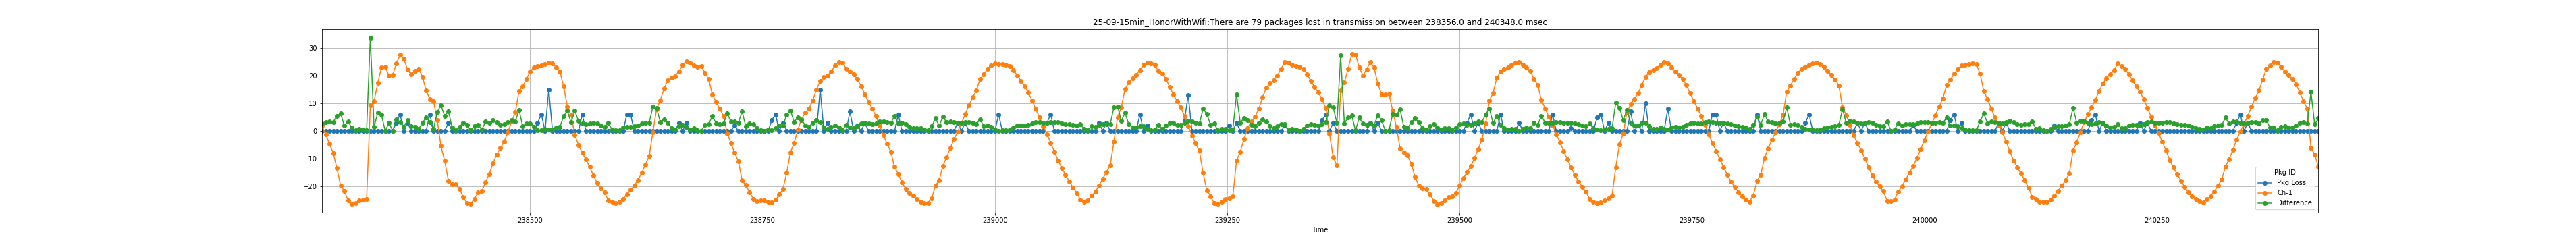 25-09-15min_HonorWithWifi:There are 79 packages lost in transmission between 238356.0 and 240348.0 msec
30
20
10
0
−10
−20
238500 238750 239000 239250 239500 239750 240000 240250
Time
Pkg ID
Pkg Loss
Ch-1
Difference